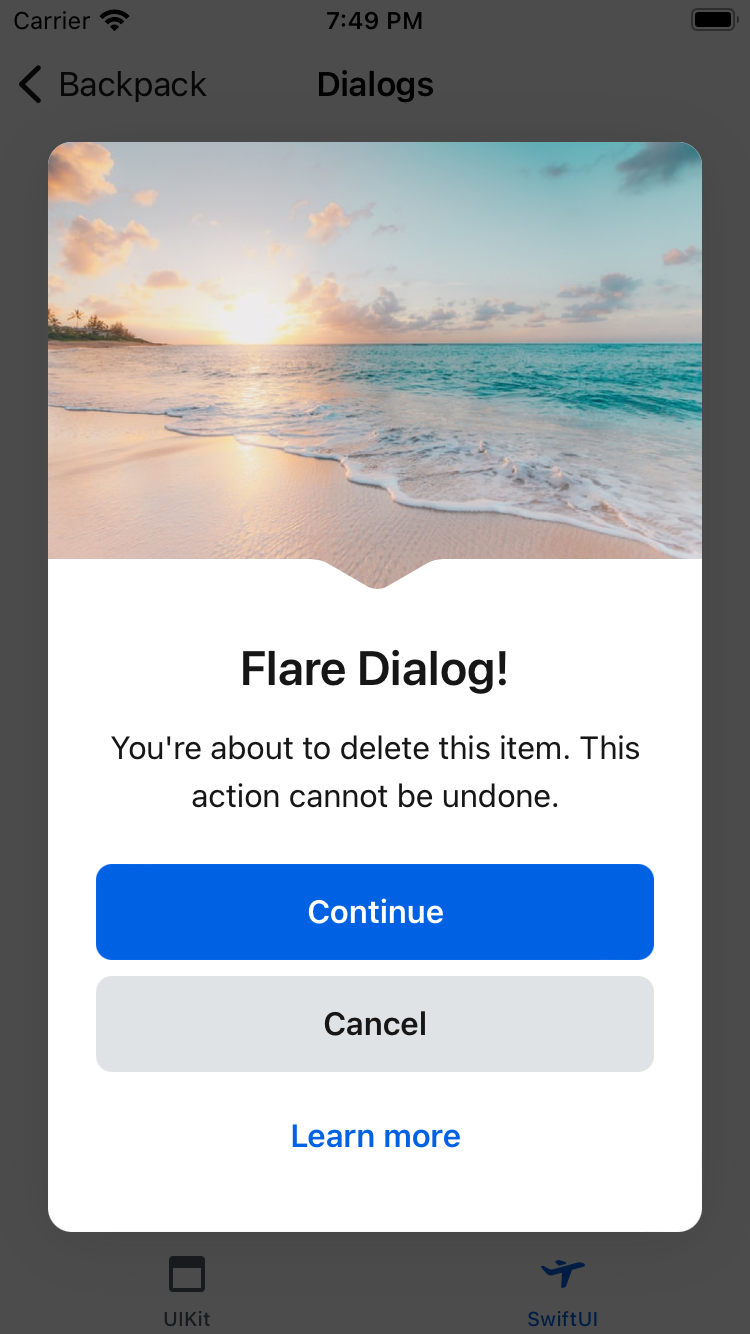 Carrier 7:49 PM
Backpack Dialogs
Flare Dialog!
You're about to delete this item. This
action cannot be undone.
Continue
Cancel
Learn more
UIKit SwiftUI